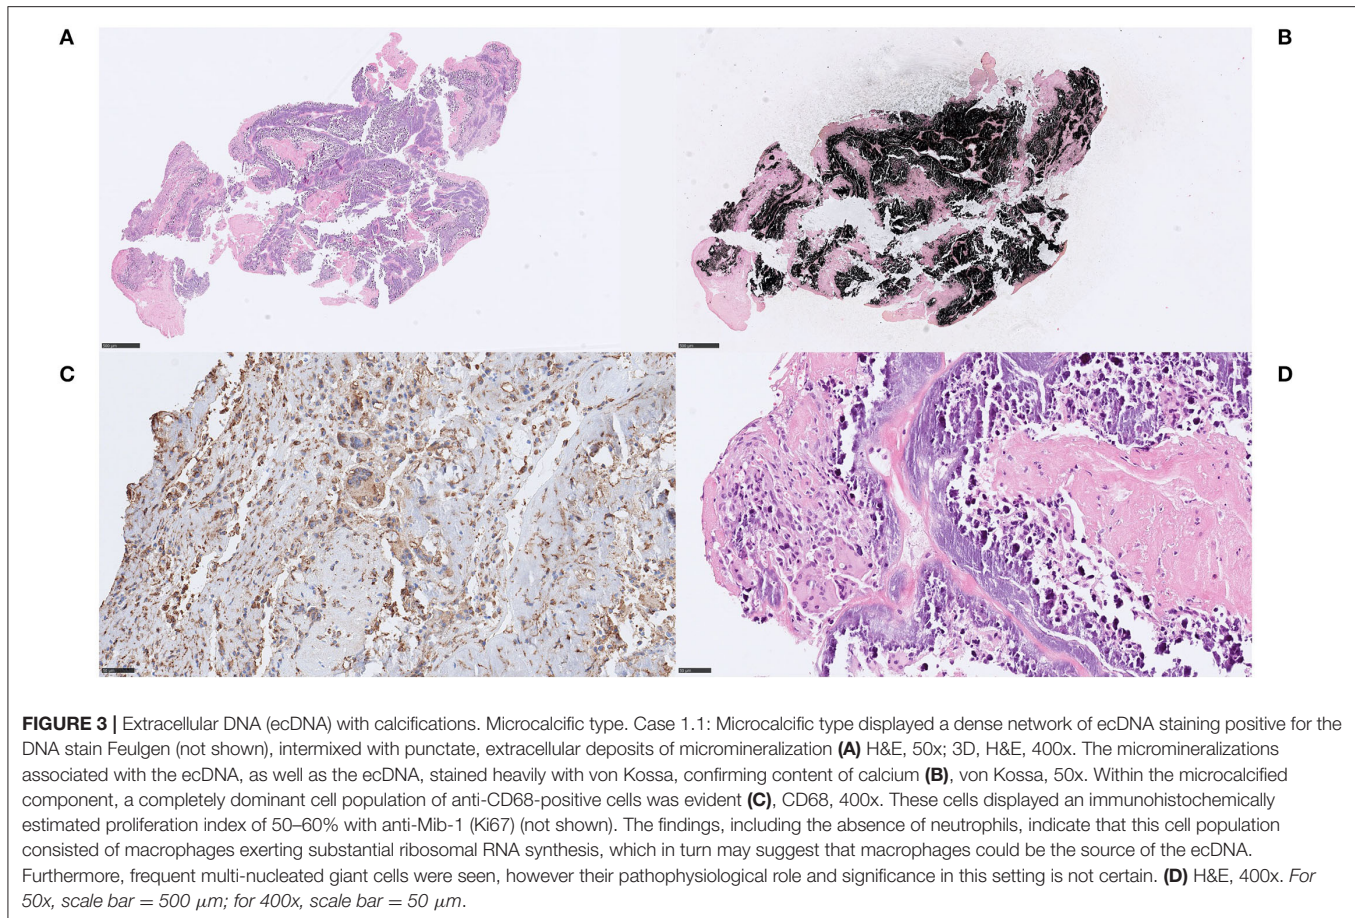 A
B
500 μm
500 μm
C
D
50 μm
50 μm
FIGURE 3 | Extracellular DNA (ecDNA) with calcifications. Microcalcific type. Case 1.1: Microcalcific type displayed a dense network of ecDNA staining positive for the
DNA stain Feulgen (not shown), intermixed with punctate, extracellular deposits of micromineralization (A) H&E, 50x; 3D, H&E, 400x. The micromineralizations
associated with the ecDNA, as well as the ecDNA, stained heavily with von Kossa, confirming content of calcium (B), von Kossa, 50x. Within the microcalcified
component, a completely dominant cell population of anti-CD68-positive cells was evident (C), CD68, 400x. These cells displayed an immunohistochemically
estimated proliferation index of 50–60% with anti-Mib-1 (Ki67) (not shown). The findings, including the absence of neutrophils, indicate that this cell population
consisted of macrophages exerting substantial ribosomal RNA synthesis, which in turn may suggest that macrophages could be the source of the ecDNA.
Furthermore, frequent multi-nucleated giant cells were seen, however their pathophysiological role and significance in this setting is not certain. (D) H&E, 400x. For
50x, scale bar = 500 μm; for 400x, scale bar = 50 μm.